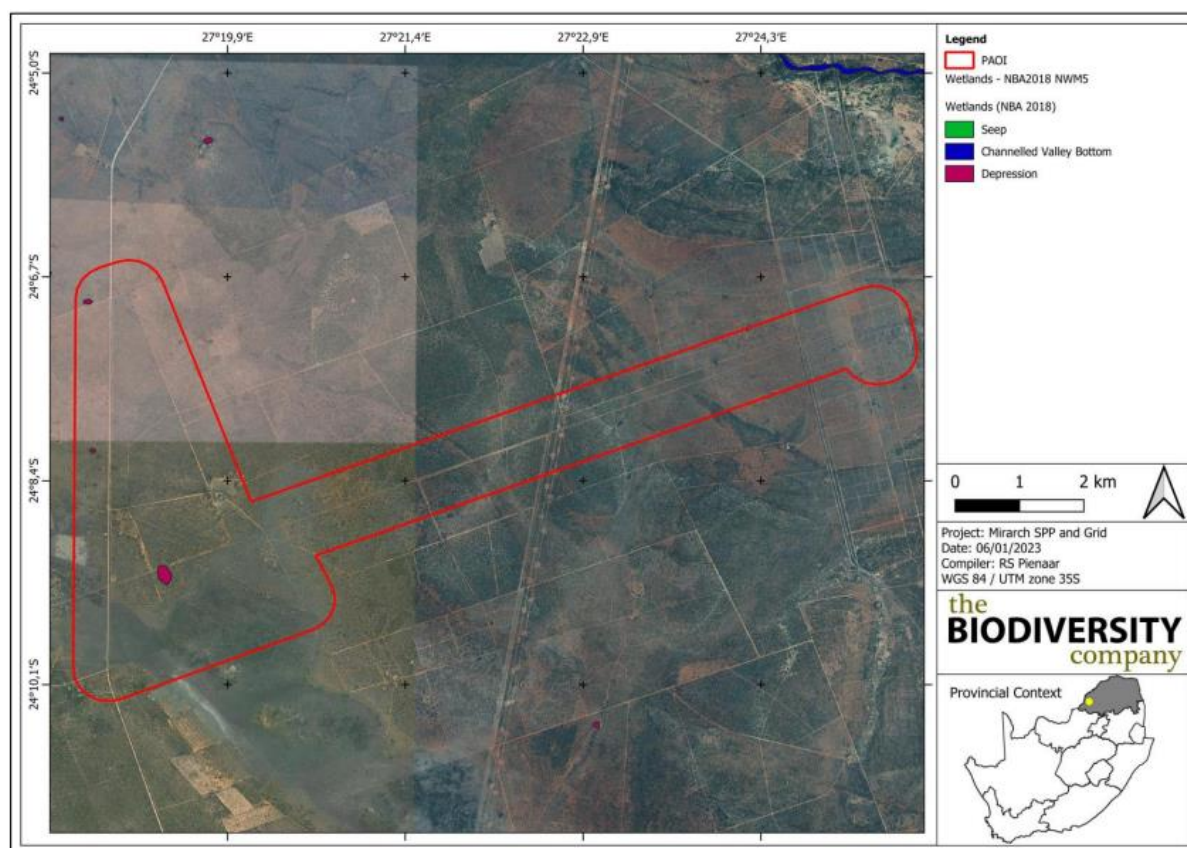 27°19,9'E 27°21,4'E 27°22,9'E 27°24,3'E
24°5,0'S
24°6,7'S
24°8,4'S
24°10,1'S
Legend
PAOI
Wetlands - NBA2018 NWM5
Wetlands (NBA 2018)
Seep
Channelled Valley Bottom
Depression
0 1 2 km
Project: Mirarch SPP and Grid
Date: 06/01/2023
Compiler: RS Pienaar
WGS 84 / UTM zone 35S
the
BIODIVERSITY
company
Provincial Context